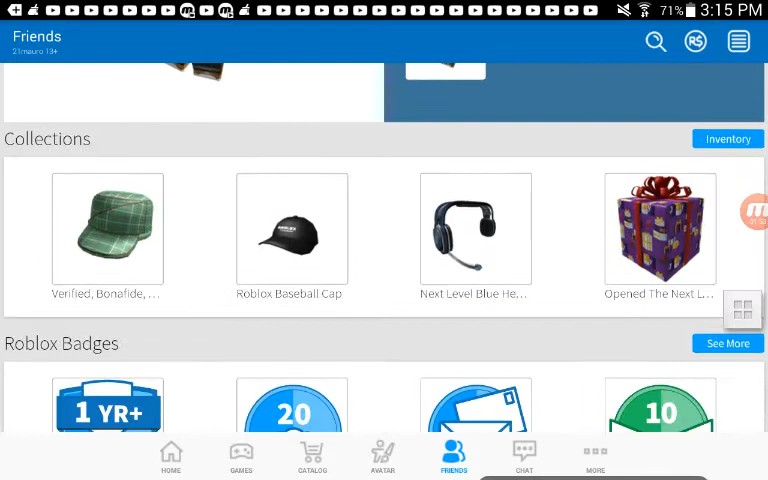 71% 3:15 PM
Friends
21mauro 13+
R$
Collections
Inventory
Verified, Bonafide, ...
Roblox Baseball Cap
Next Level Blue He...
Opened The Next L...
Roblox Badges
See More
1 YR+
20
10
HOME
GAMES
CATALOG
AVATAR
FRIENDS
CHAT
MORE